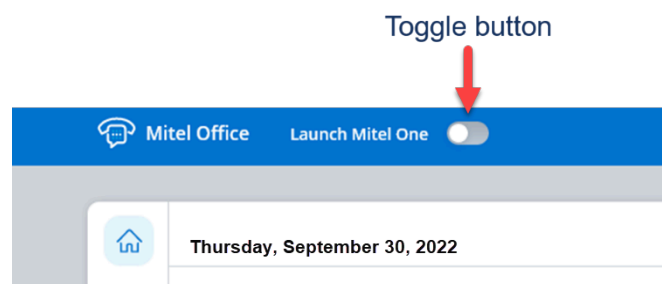 Toggle button
Mitel Office Launch Mitel One
Thursday, September 30, 2022